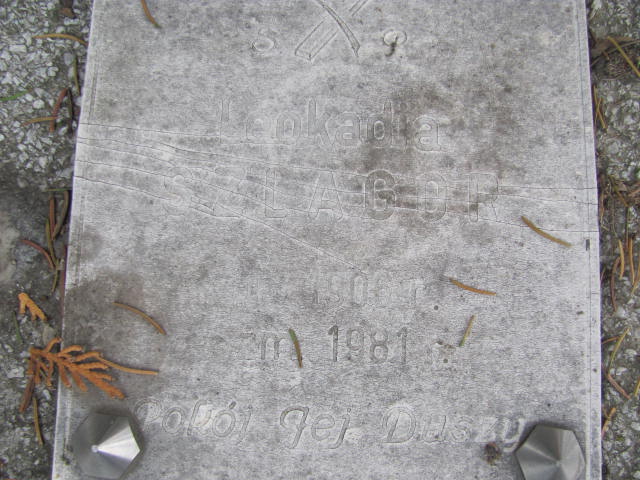 Ś P
Leokadia
SZLAGOR
ur. 1906 r.
zm. 1981 r.
Pokój Jej Duszy